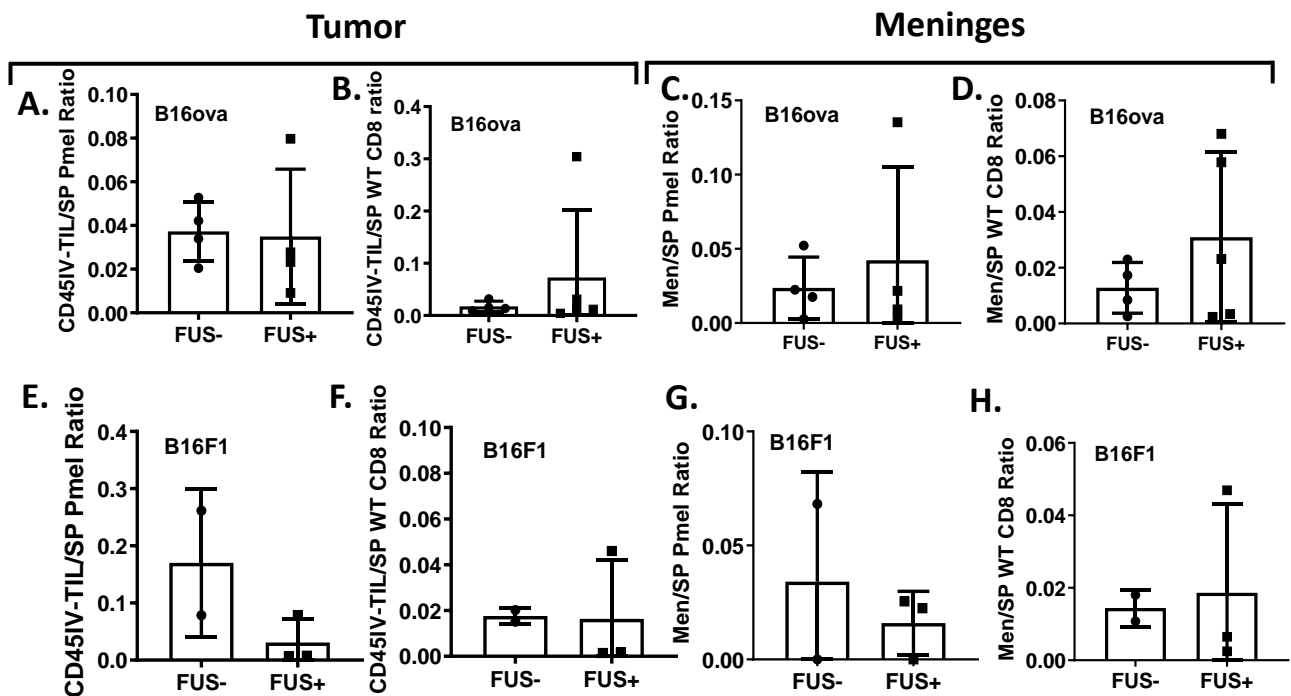 Tumor
Meninges
A.
CD45IV-TIL/SP Pmel Ratio
B16ova
0.10
0.08
0.06
0.04
0.02
0.00
FUS-
FUS+
B.
CD45IV-TIL/SP WT CD8 ratio
B16ova
0.4
0.3
0.2
0.1
0.0
FUS-
FUS+
C.
Men/SP Pmel Ratio
B16ova
0.15
0.10
0.05
0.00
FUS-
FUS+
D.
Men/SP WT CD8 Ratio
B16ova
0.08
0.06
0.04
0.02
0.00
FUS-
FUS+
E.
CD45IV-TIL/SP Pmel Ratio
B16F1
0.4
0.3
0.2
0.1
0.0
FUS-
FUS+
F.
CD45IV-TIL/SP WT CD8 Ratio
B16F1
0.10
0.08
0.06
0.04
0.02
0.00
FUS-
FUS+
G.
Men/SP Pmel Ratio
B16F1
0.10
0.05
0.00
FUS-
FUS+
H.
Men/SP WT CD8 Ratio
B16F1
0.06
0.04
0.02
0.00
FUS-
FUS+